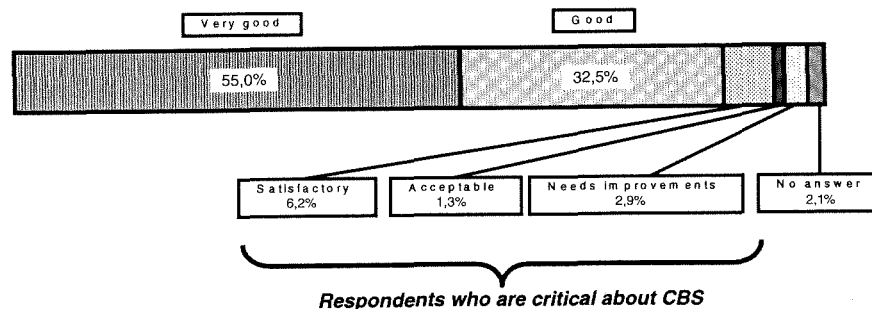 Very good
Good
55,0%
32,5%
Satisfactory
6,2%
Acceptable
1,3%
Needs improvements
2,9%
No answer
2,1%
Respondents who are critical about CBS